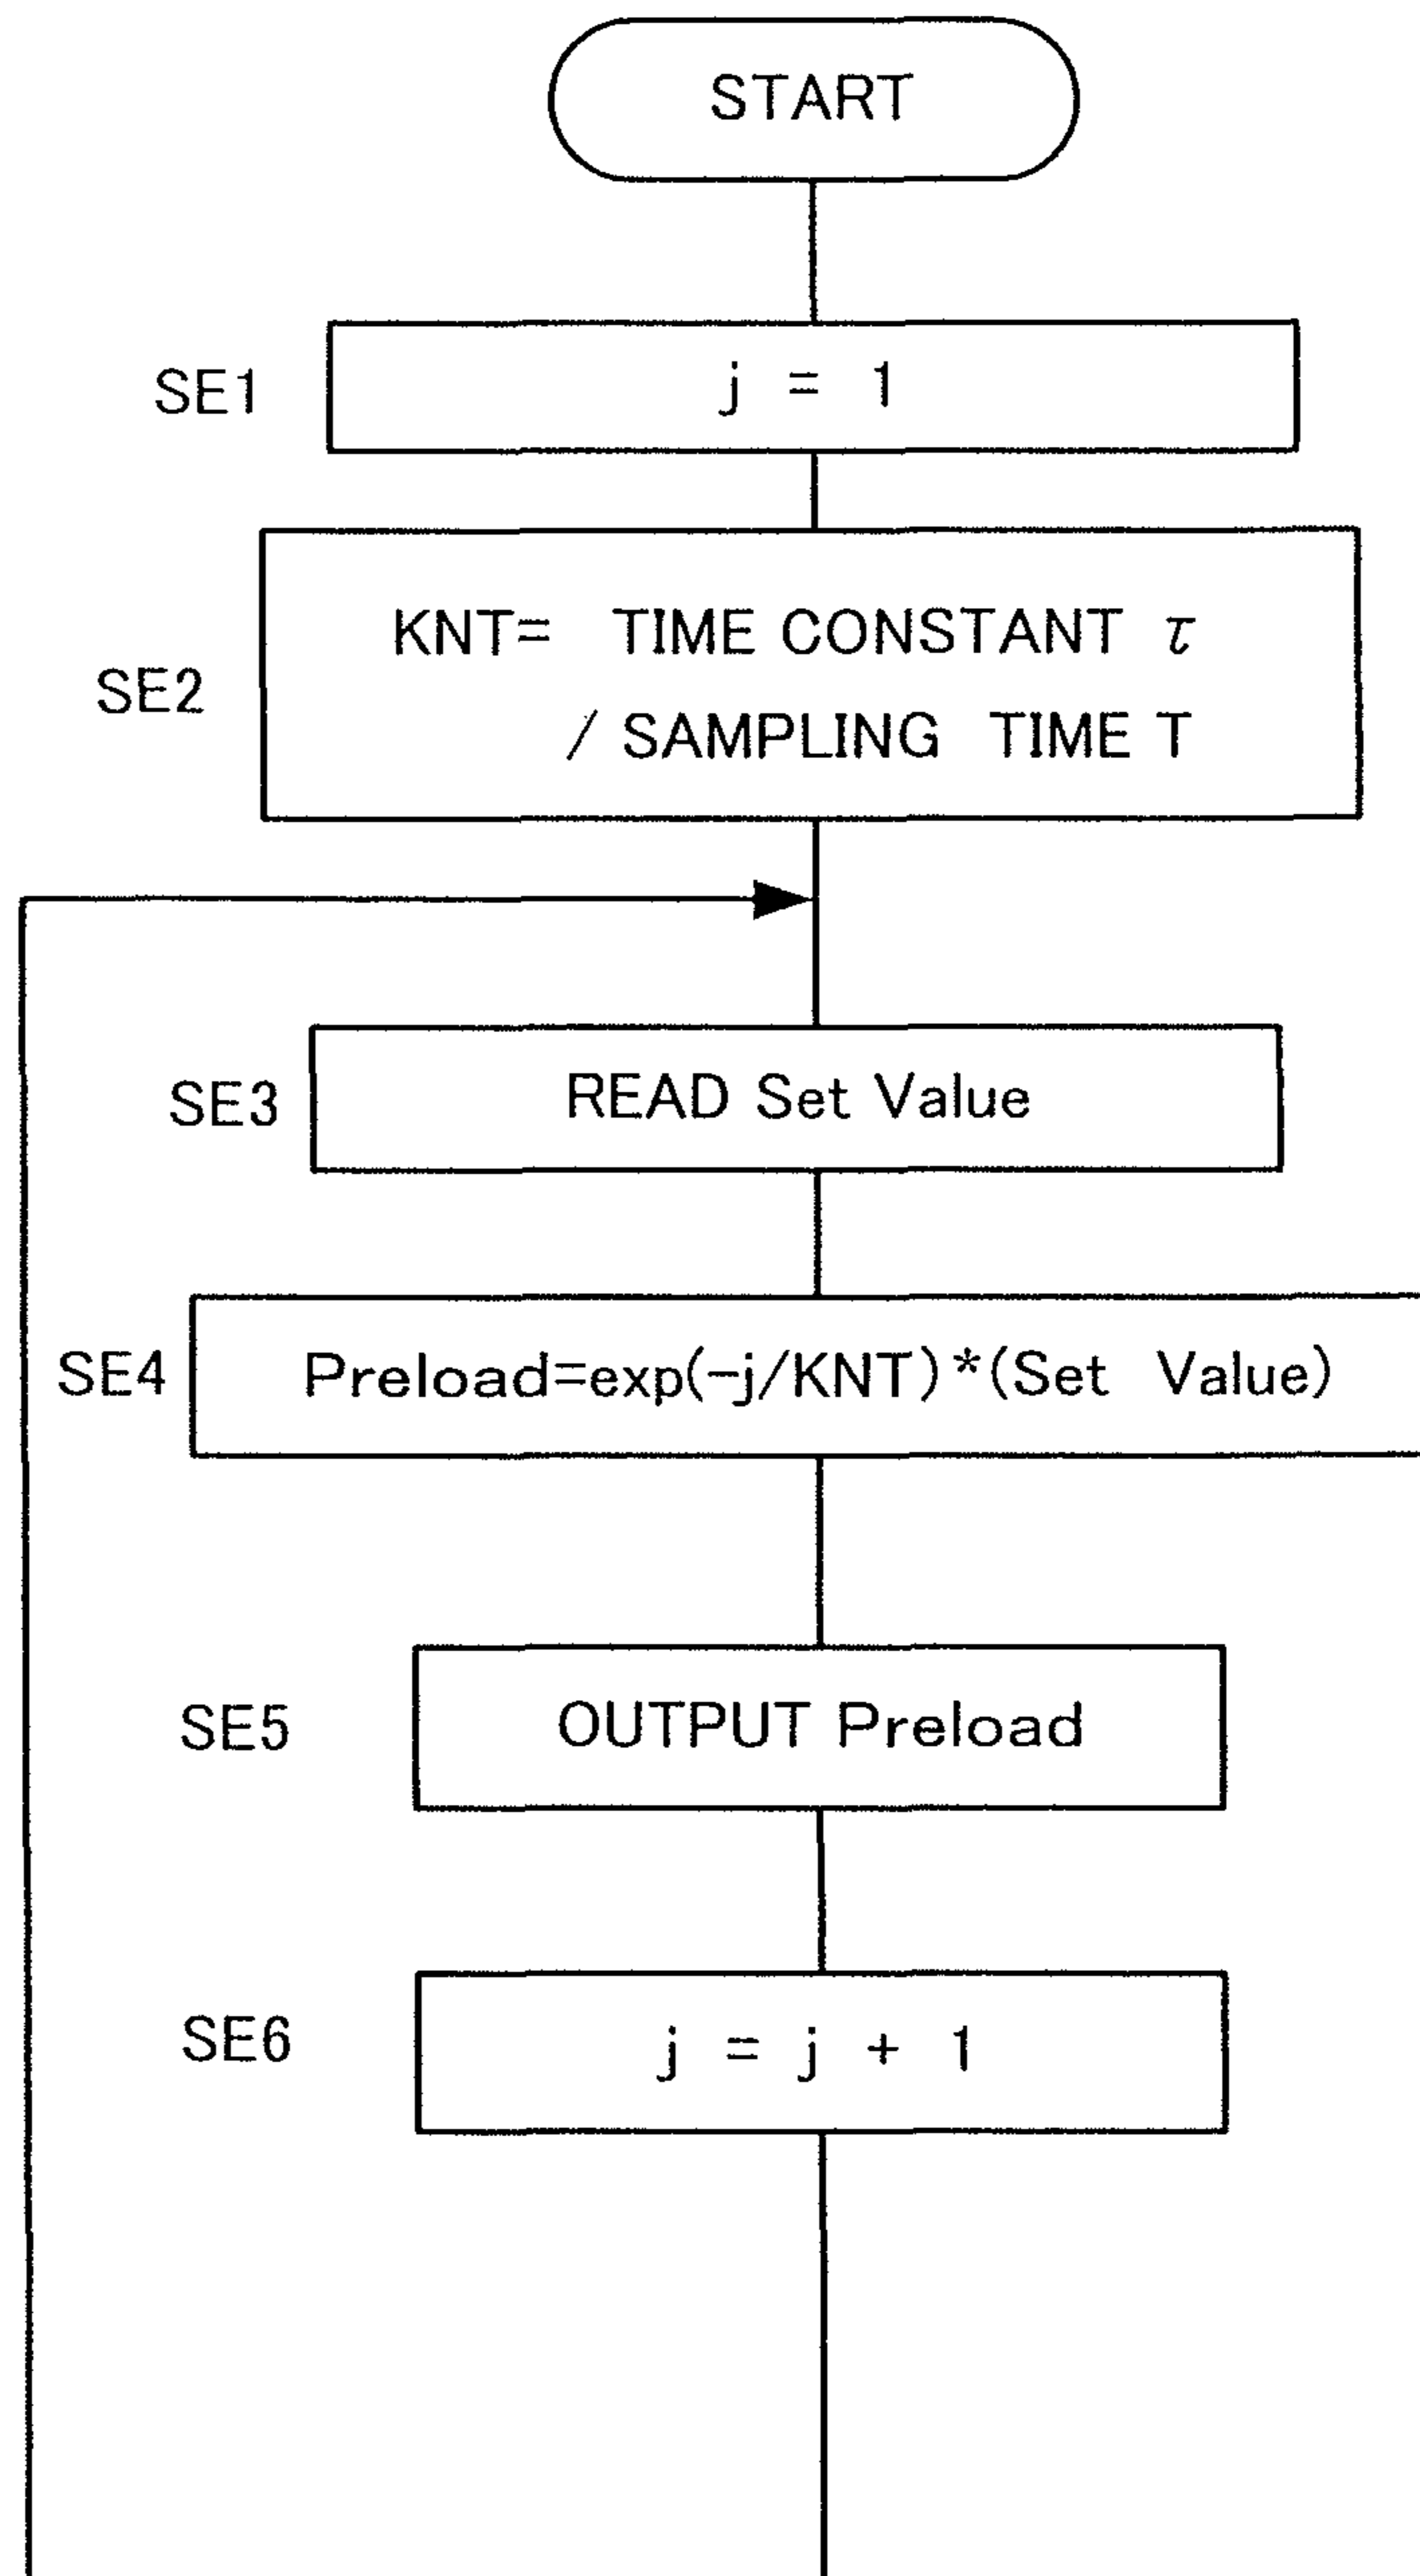 START
SE1
j = 1
SE2
KNT= TIME CONSTANT τ
/ SAMPLING TIME T
SE3
READ Set Value
SE4
Preload=exp(-j/KNT)*(Set Value)
SE5
OUTPUT Preload
SE6
j = j + 1